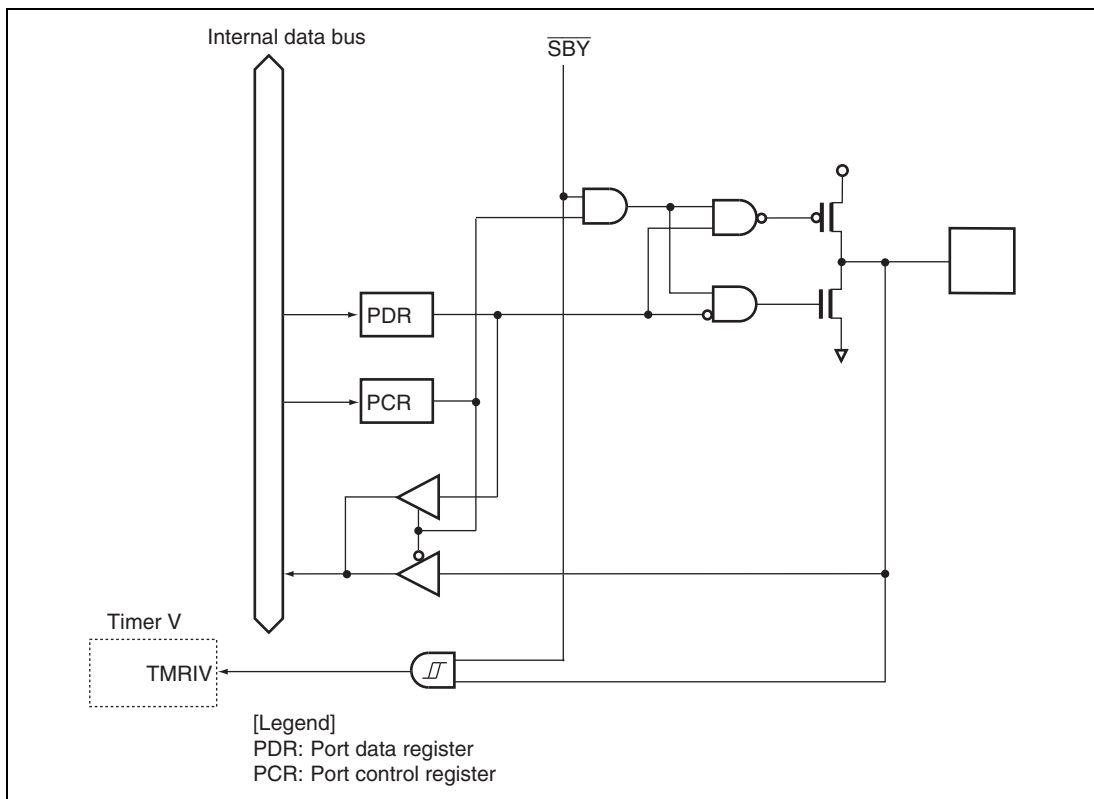 Internal data bus
SBY
PDR
PCR
Timer V
TMRIV
[Legend]
PDR: Port data register
PCR: Port control register